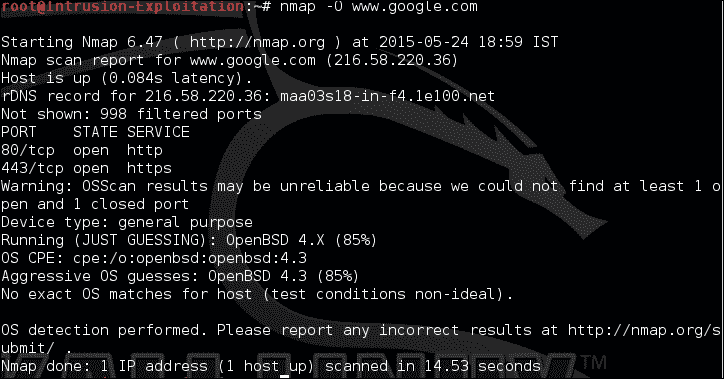 root@Intrusion-Exploitation:~# nmap -O www.google.com
Starting Nmap 6.47 ( http://nmap.org ) at 2015-05-24 18:59 IST
Nmap scan report for www.google.com (216.58.220.36)
Host is up (0.084s latency).
rDNS record for 216.58.220.36: maa03s18-in-f4.1e100.net
Not shown: 998 filtered ports
PORT    STATE SERVICE
80/tcp  open  http
443/tcp open  https
Warning: OSScan results may be unreliable because we could not find at least 1 o
pen and 1 closed port
Device type: general purpose
Running (JUST GUESSING): OpenBSD 4.X (85%)
OS CPE: cpe:/o:openbsd:openbsd:4.3
Aggressive OS guesses: OpenBSD 4.3 (85%)
No exact OS matches for host (test conditions non-ideal).
OS detection performed. Please report any incorrect results at http://nmap.org/s
ubmit/ .
Nmap done: 1 IP address (1 host up) scanned in 14.53 seconds
TM